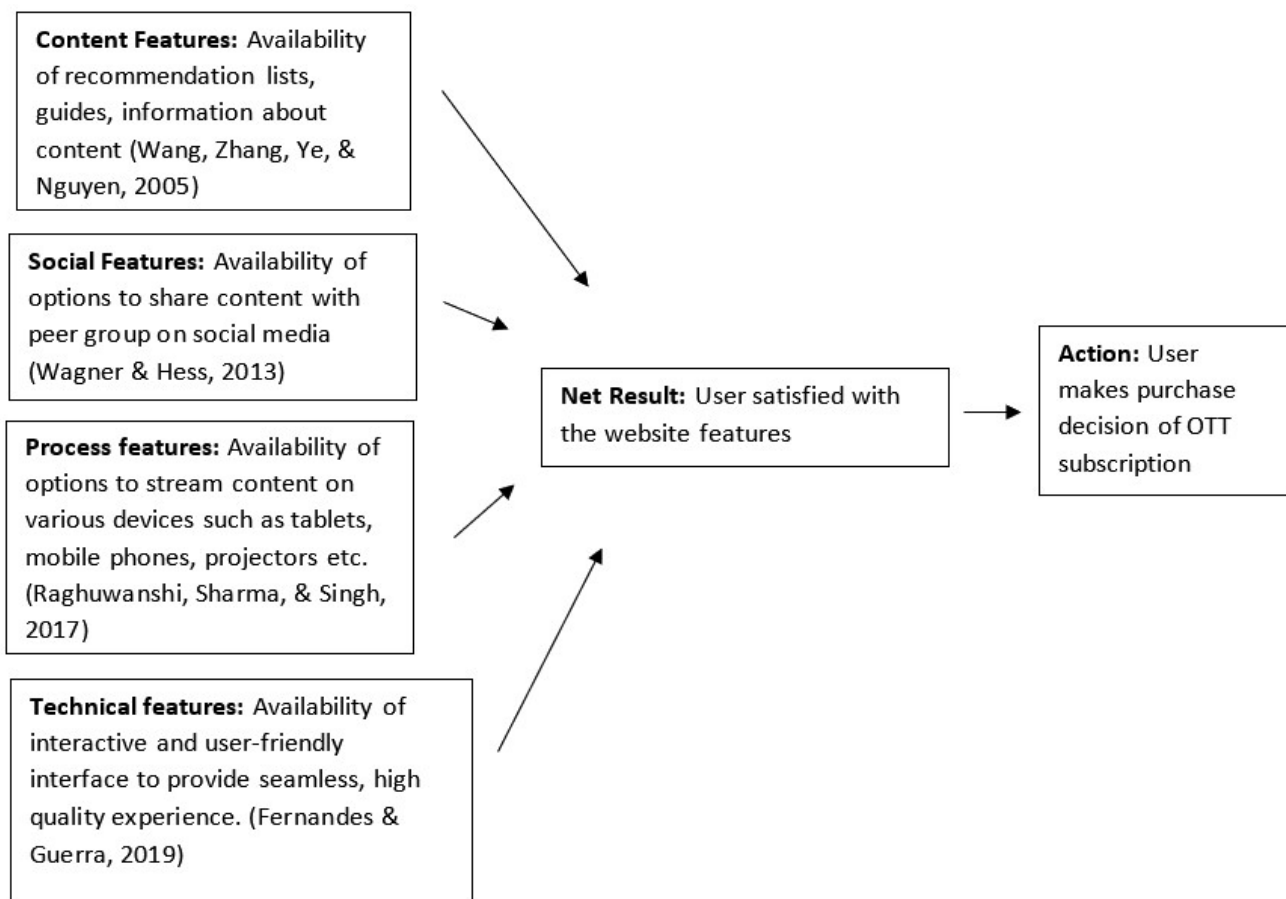 Content Features: Availability
of recommendation lists,
guides, information about
content (Wang, Zhang, Ye, &
Nguyen, 2005)
Social Features: Availability of
options to share content with
peer group on social media
(Wagner & Hess, 2013)
Process features: Availability of
options to stream content on
various devices such as tablets,
mobile phones, projectors etc.
(Raghuwanshi, Sharma, & Singh,
2017)
Technical features: Availability of
interactive and user-friendly
interface to provide seamless, high
quality experience. (Fernandes &
Guerra, 2019)
Net Result: User satisfied with
the website features
Action: User
makes purchase
decision of OTT
subscription